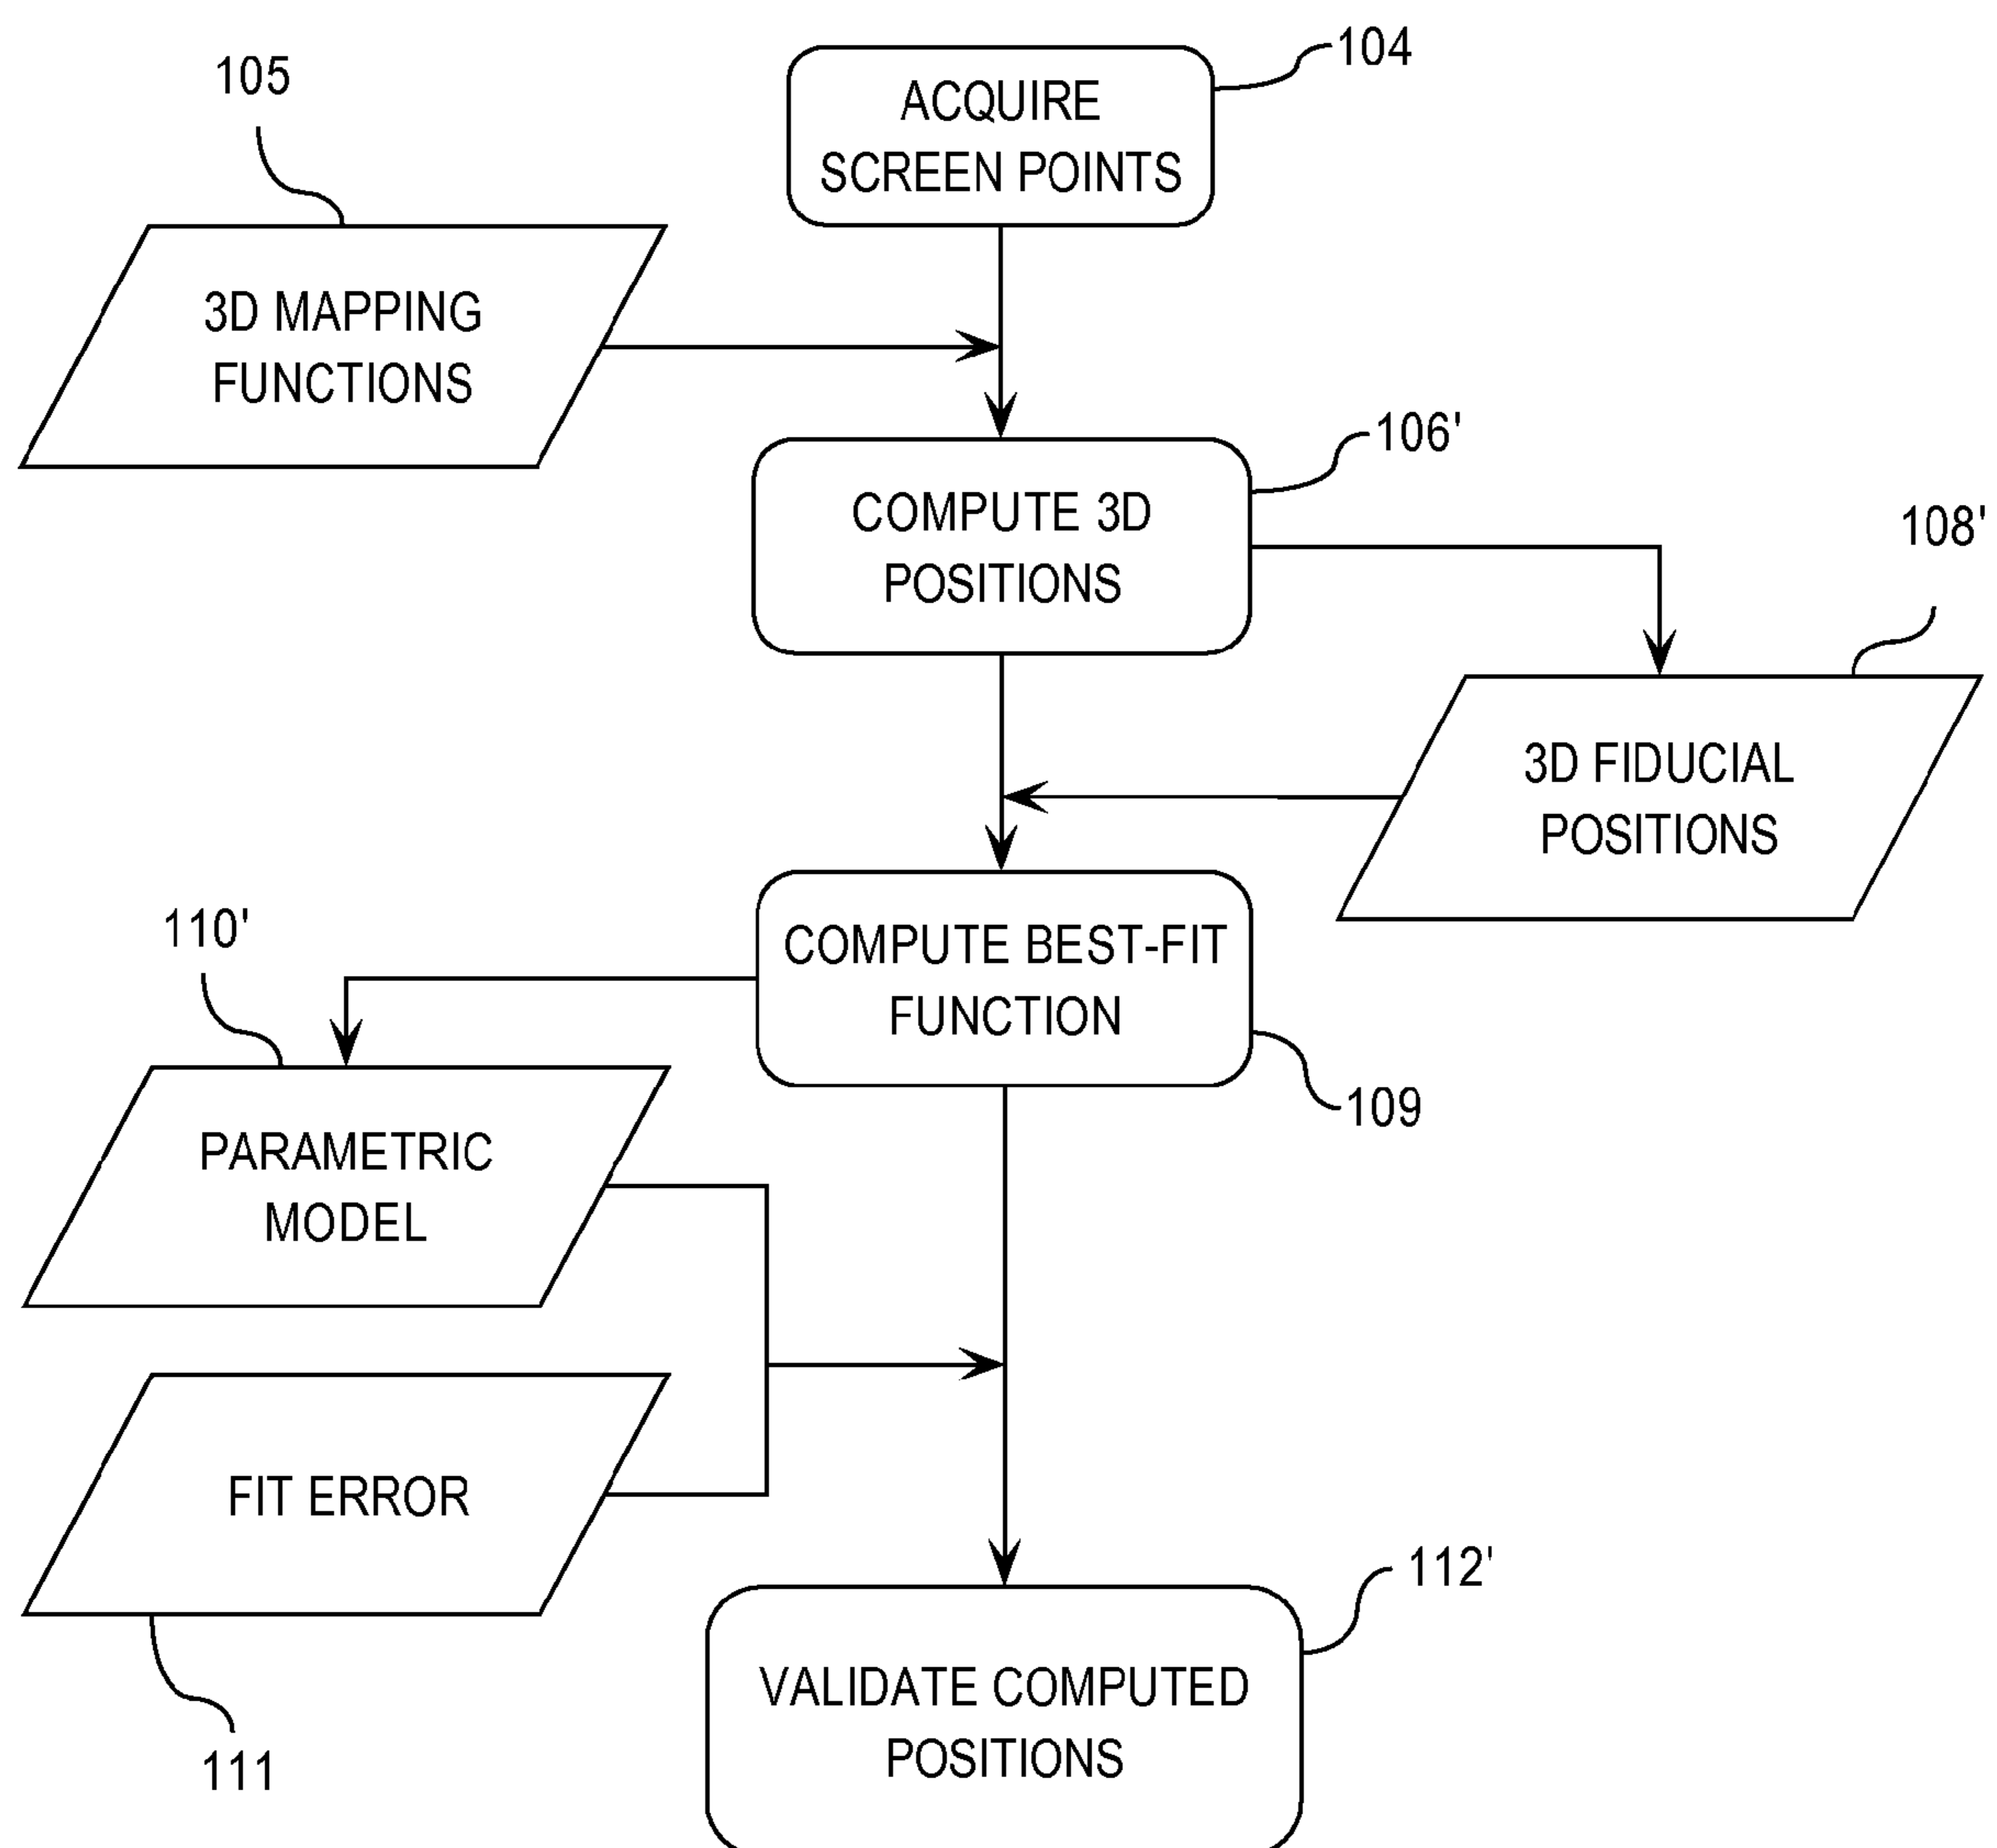 104
ACQUIRE
SCREEN POINTS
105
3D MAPPING
FUNCTIONS
106'
COMPUTE 3D
POSITIONS
108'
3D FIDUCIAL
POSITIONS
COMPUTE BEST-FIT
FUNCTION
109
110'
PARAMETRIC
MODEL
FIT ERROR
111
112'
VALIDATE COMPUTED
POSITIONS